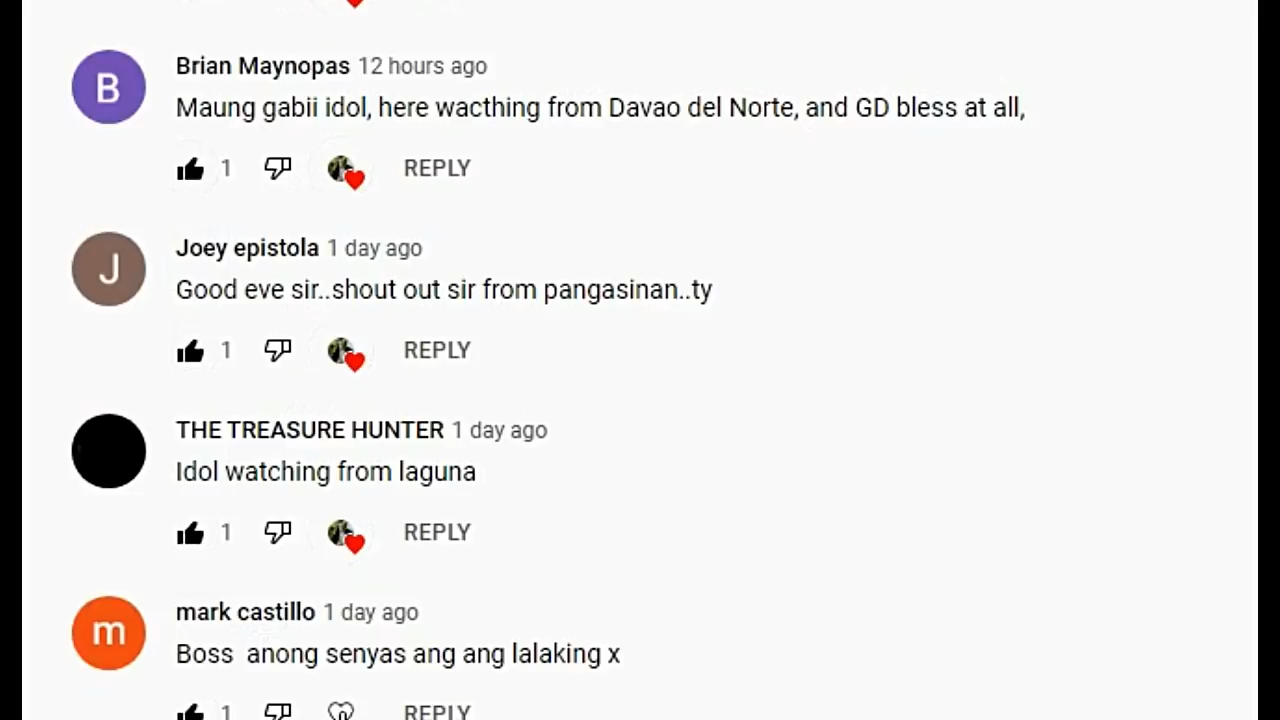 B
Brian Maynopas 12 hours ago
Maung gabii idol, here wacthing from Davao del Norte, and GD bless at all,
1 REPLY
J
Joey epistola 1 day ago
Good eve sir..shout out sir from pangasinan..ty
1 REPLY
THE TREASURE HUNTER 1 day ago
Idol watching from laguna
1 REPLY
m
mark castillo 1 day ago
Boss anong senyas ang ang lalaking x
1 REPLY